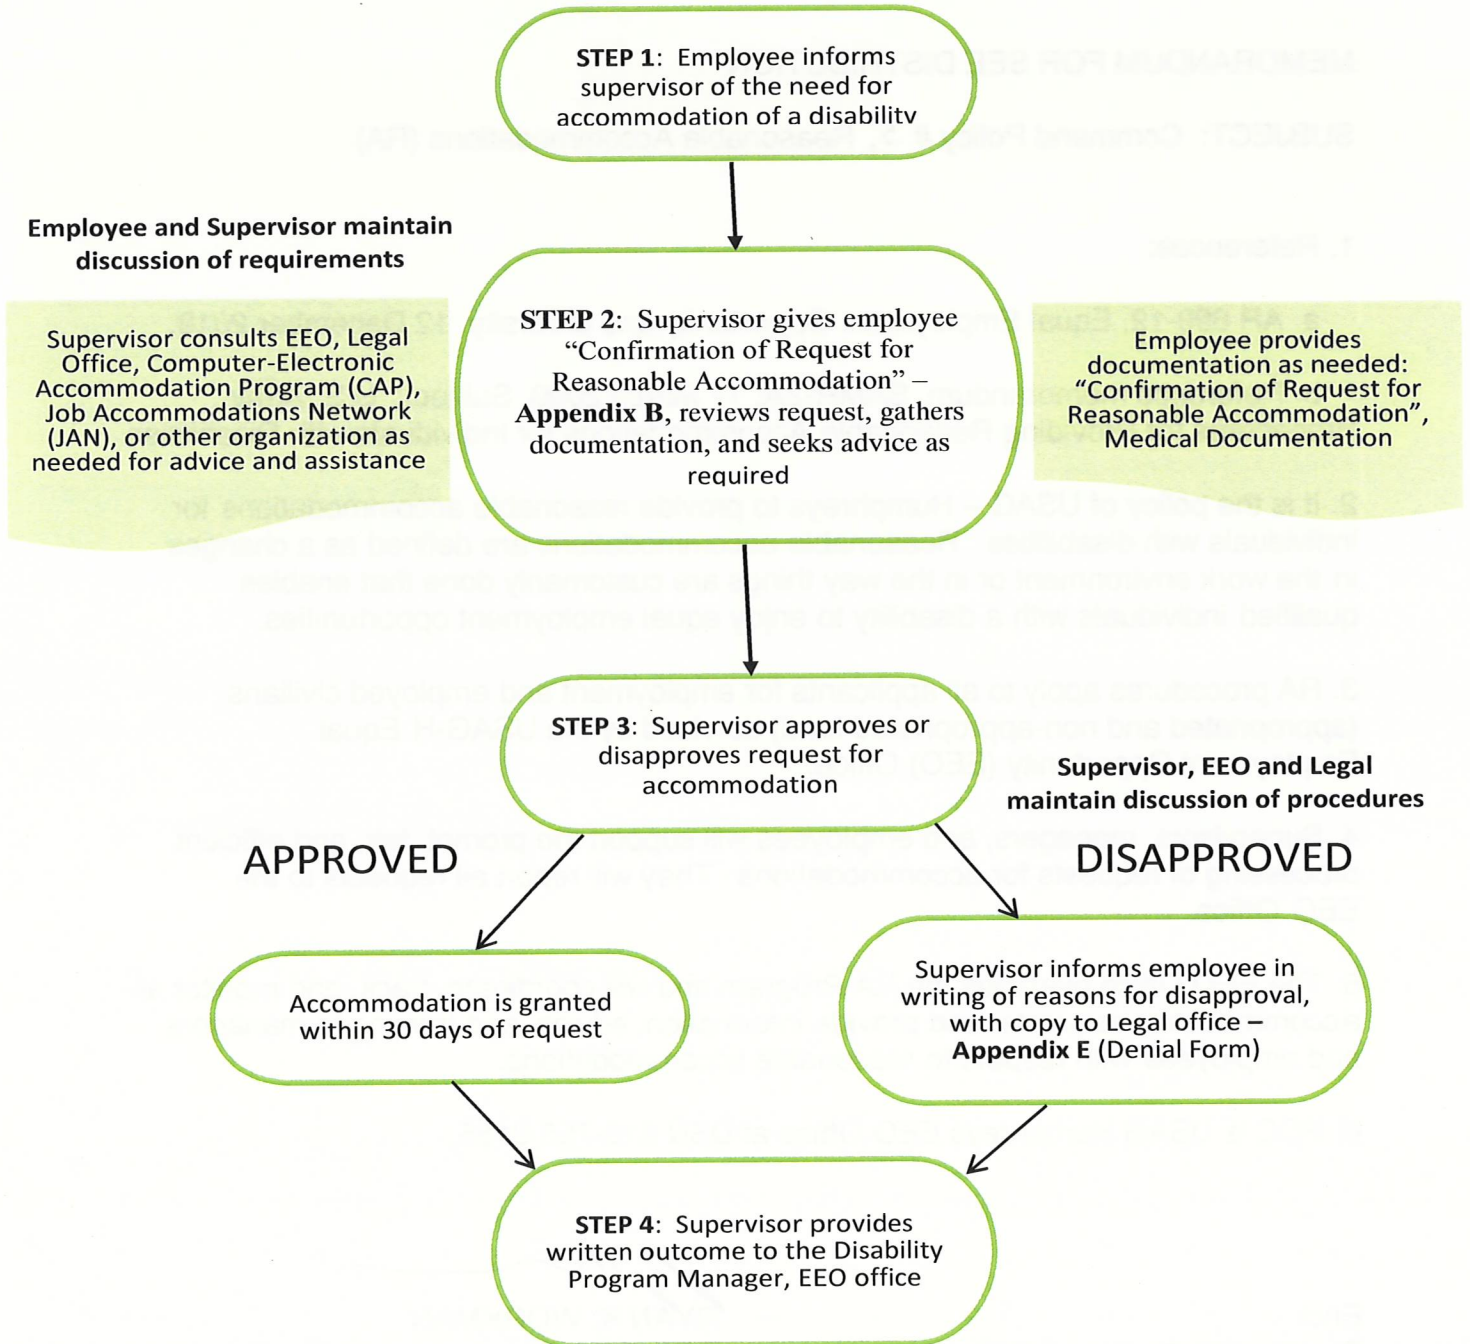 STEP 1: Employee informs
supervisor of the need for
accommodation of a disability
Employee and Supervisor maintain
discussion of requirements
Supervisor consults EEO, Legal
Office, Computer-Electronic
Accommodation Program (CAP),
Job Accommodations Network
(JAN), or other organization as
needed for advice and assistance
STEP 2: Supervisor gives employee
“Confirmation of Request for
Reasonable Accommodation” –
Appendix B, reviews request, gathers
documentation, and seeks advice as
required
Employee provides
documentation as needed:
“Confirmation of Request for
Reasonable Accommodation”,
Medical Documentation
STEP 3: Supervisor approves or
disapproves request for
accommodation
Supervisor, EEO and Legal
maintain discussion of procedures
APPROVED
DISAPPROVED
Accommodation is granted
within 30 days of request
Supervisor informs employee in
writing of reasons for disapproval,
with copy to Legal office –
Appendix E (Denial Form)
STEP 4: Supervisor provides
written outcome to the Disability
Program Manager, EEO office